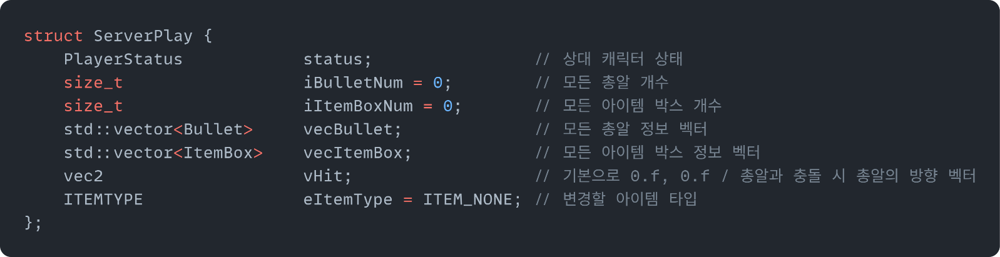 struct ServerPlay {
    PlayerStatus            status;                // 상대 캐릭터 상태
    size_t                  iBulletNum = 0;        // 모든 총알 개수
    size_t                  iItemBoxNum = 0;       // 모든 아이템 박스 개수
    std::vector<Bullet>     vecBullet;             // 모든 총알 정보 벡터
    std::vector<ItemBox>    vecItemBox;            // 모든 아이템 박스 정보 벡터
    vec2                    vHit;                  // 기본으로 0.f, 0.f / 총알과 충돌 시 총알의 방향 벡터
    ITEMTYPE                eItemType = ITEM_NONE; // 변경할 아이템 타입
};